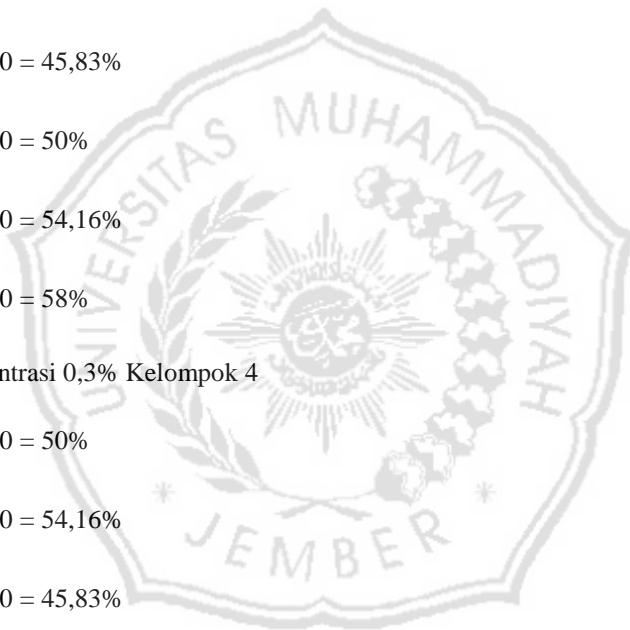 0 = 45,83%
0 = 50%
0 = 54,16%
0 = 58%
ntrasi 0,3% Kelompok 4
0 = 50%
0 = 54,16%
0 = 45,83%
UNIVERSITAS MUHAMMADIYAH
JEMBER